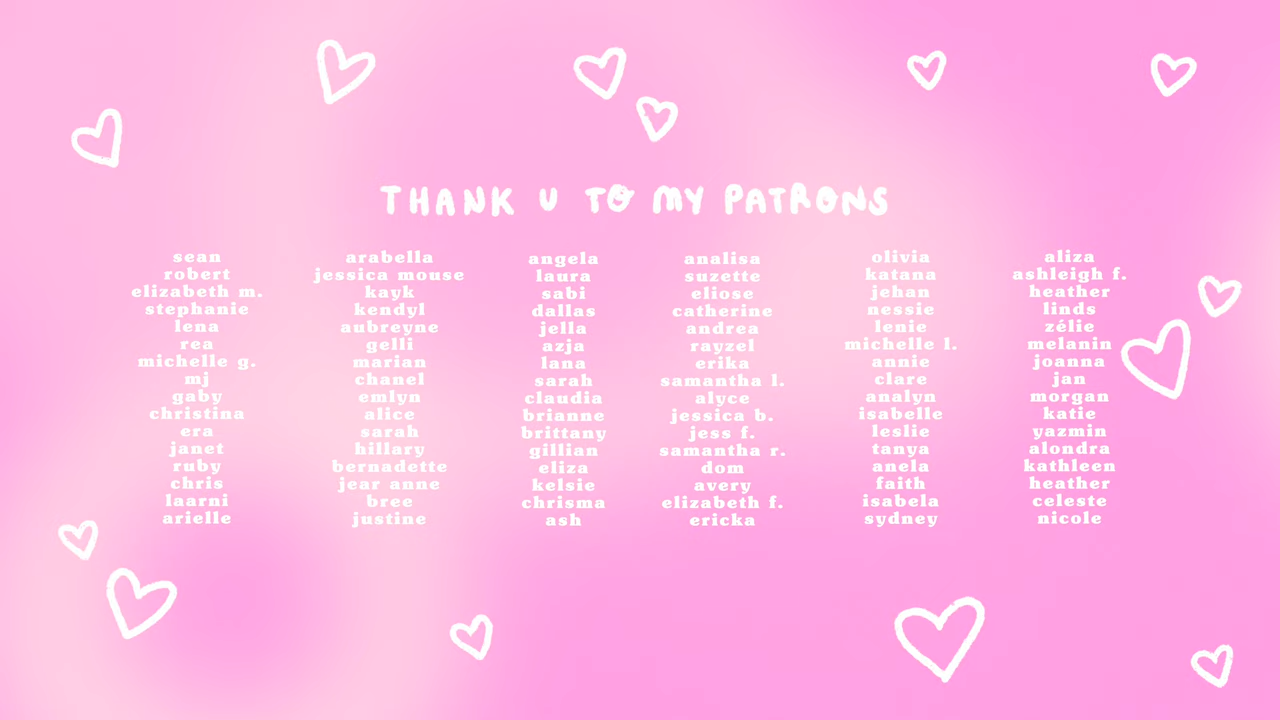 THANK U TO MY PATRONS
sean
robert
elizabeth m.
stephanie
lena
rea
michelle g.
mj
gaby
christina
era
janet
ruby
chris
laarni
arielle
arabella
jessica mouse
kayk
kendyl
aubreyne
gelli
marian
chanel
emlyn
alice
sarah
hillary
bernadette
jear anne
bree
justine
angela
laura
sabi
dallas
jella
azja
lana
sarah
claudia
brianne
brittany
gillian
eliza
kelsie
chrisma
ash
analisa
suzette
eliose
catherine
andrea
rayzel
erika
samantha l.
alyce
jessica b.
jess f.
samantha r.
dom
avery
elizabeth f.
ericka
olivia
katana
jehan
nessie
lenie
michelle l.
annie
clare
analyn
isabelle
leslie
tanya
anela
faith
isabela
sydney
aliza
ashleigh f.
heather
linds
zélie
melanin
joanna
jan
morgan
katie
yazmin
alondra
kathleen
heather
celeste
nicole